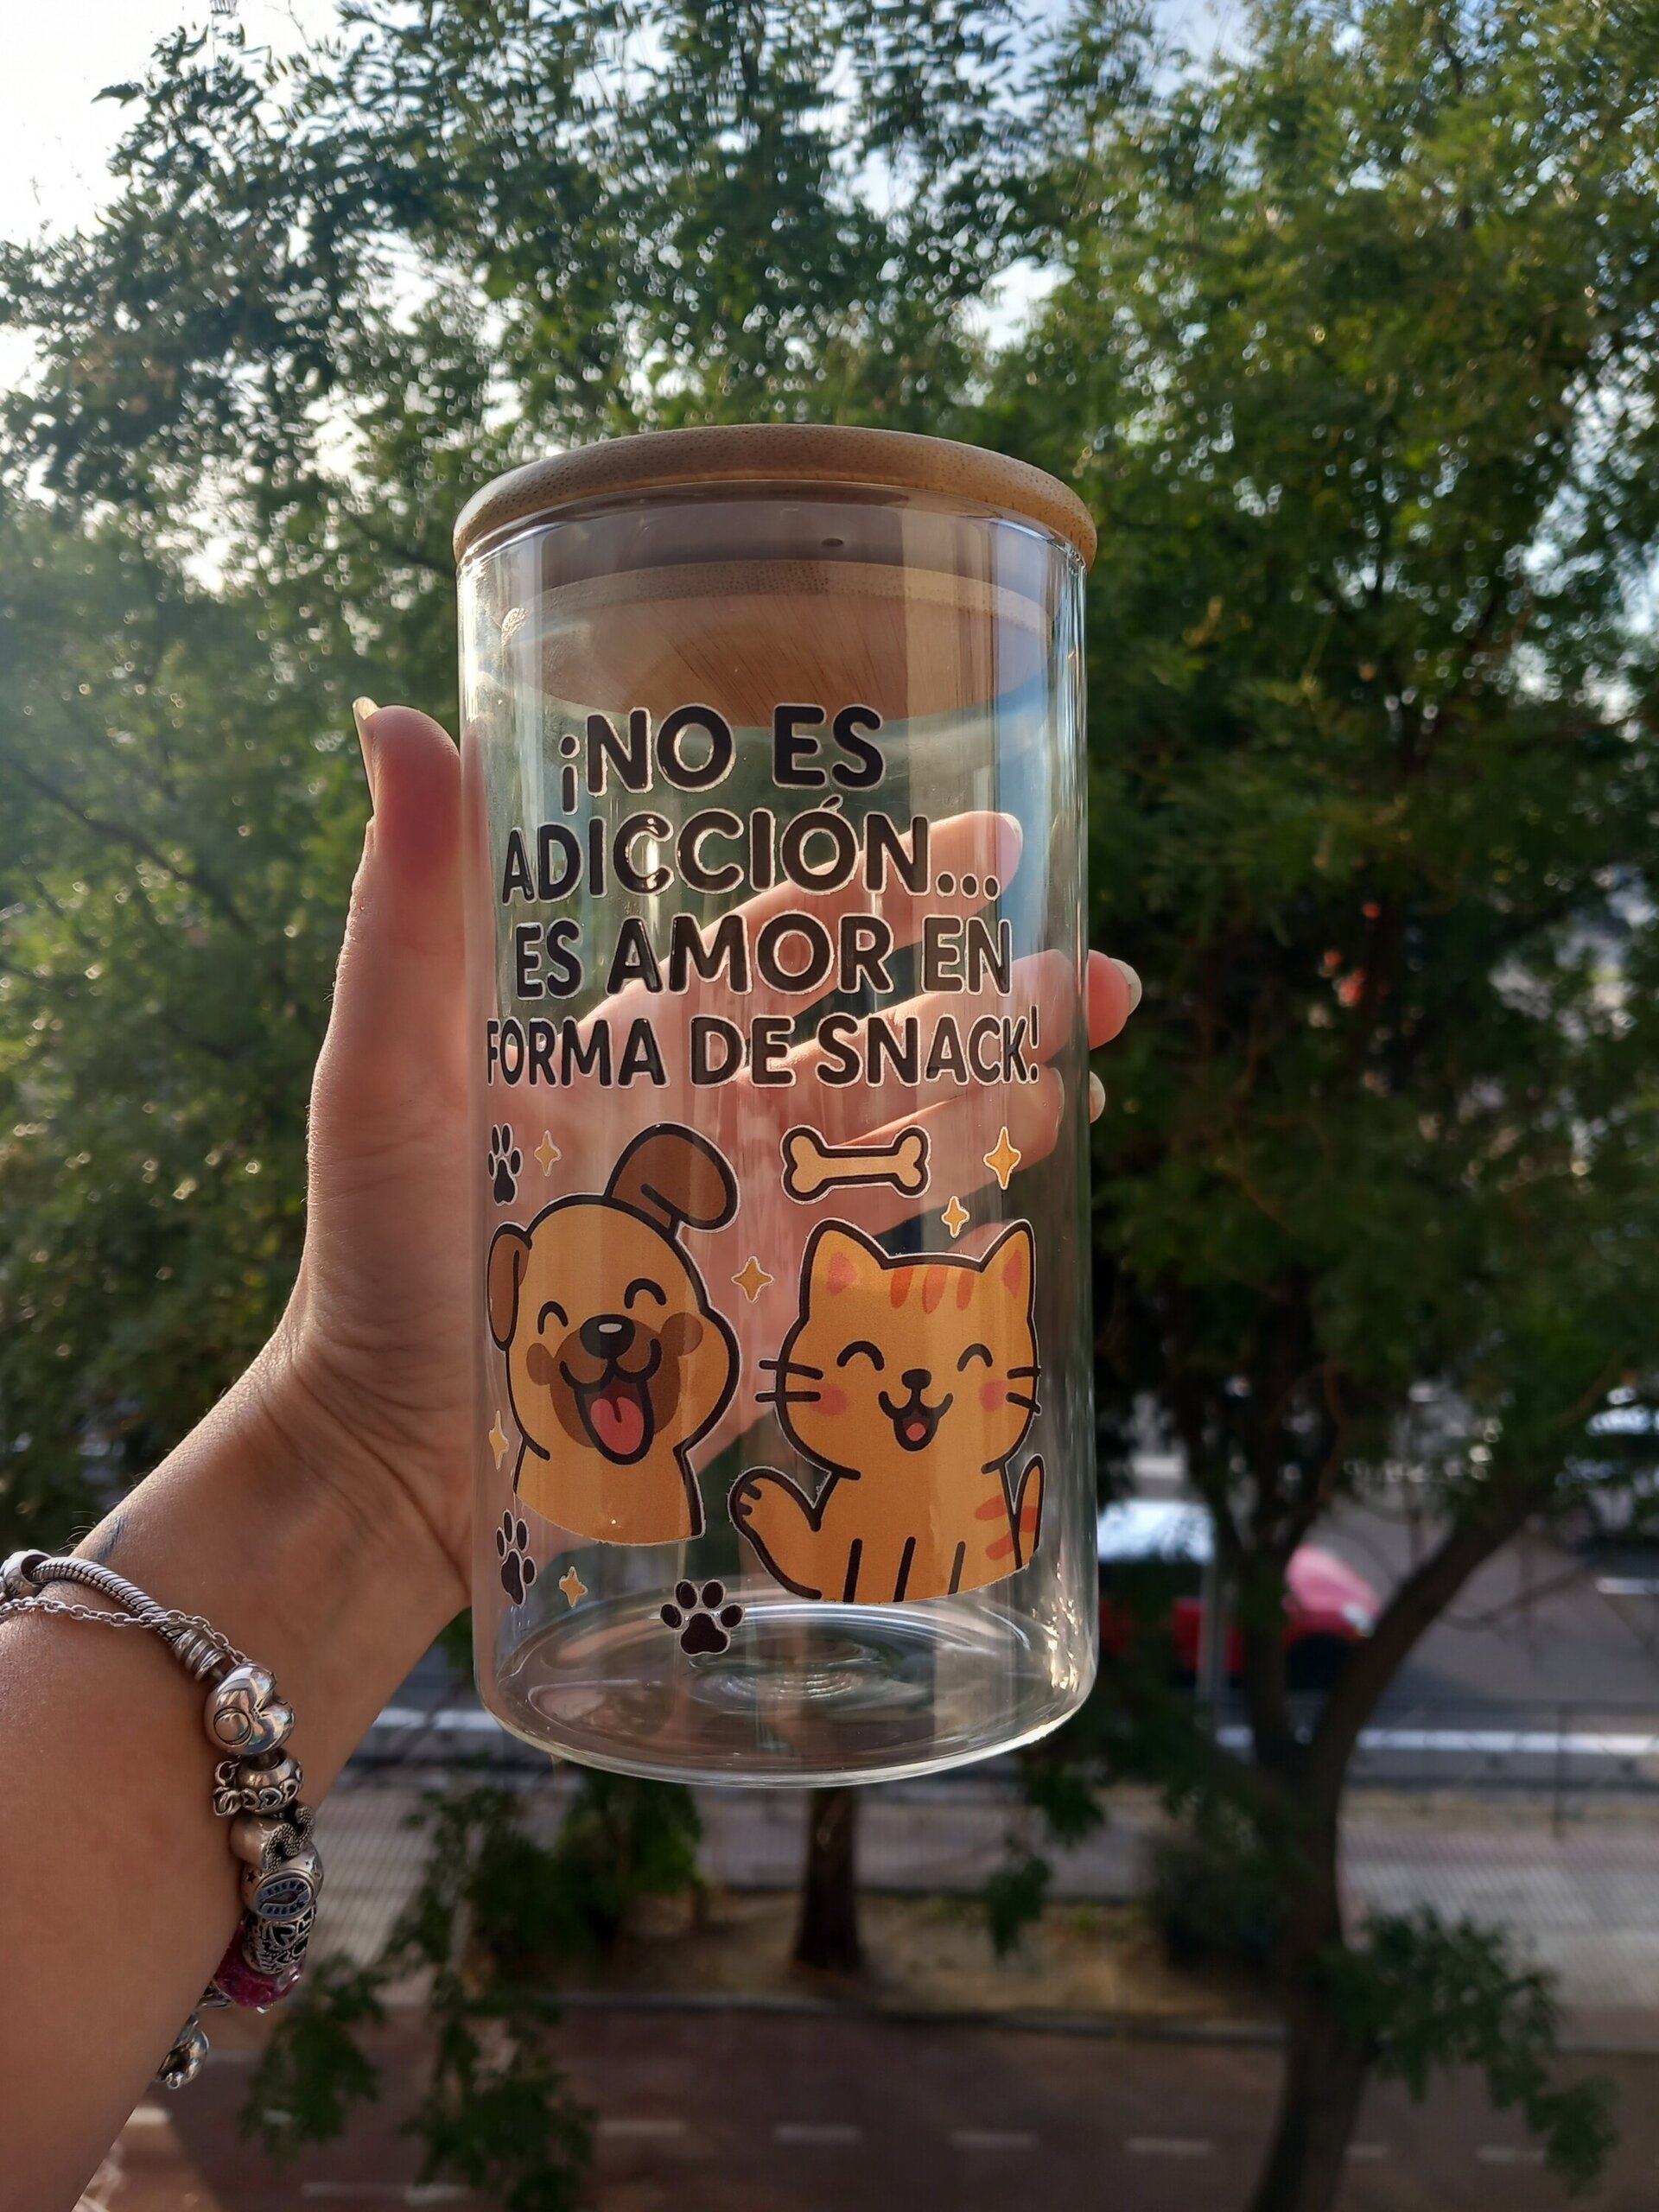 ¡NO ES
ADICCIÓN...
ES AMOR EN
FORMA DE SNACK!